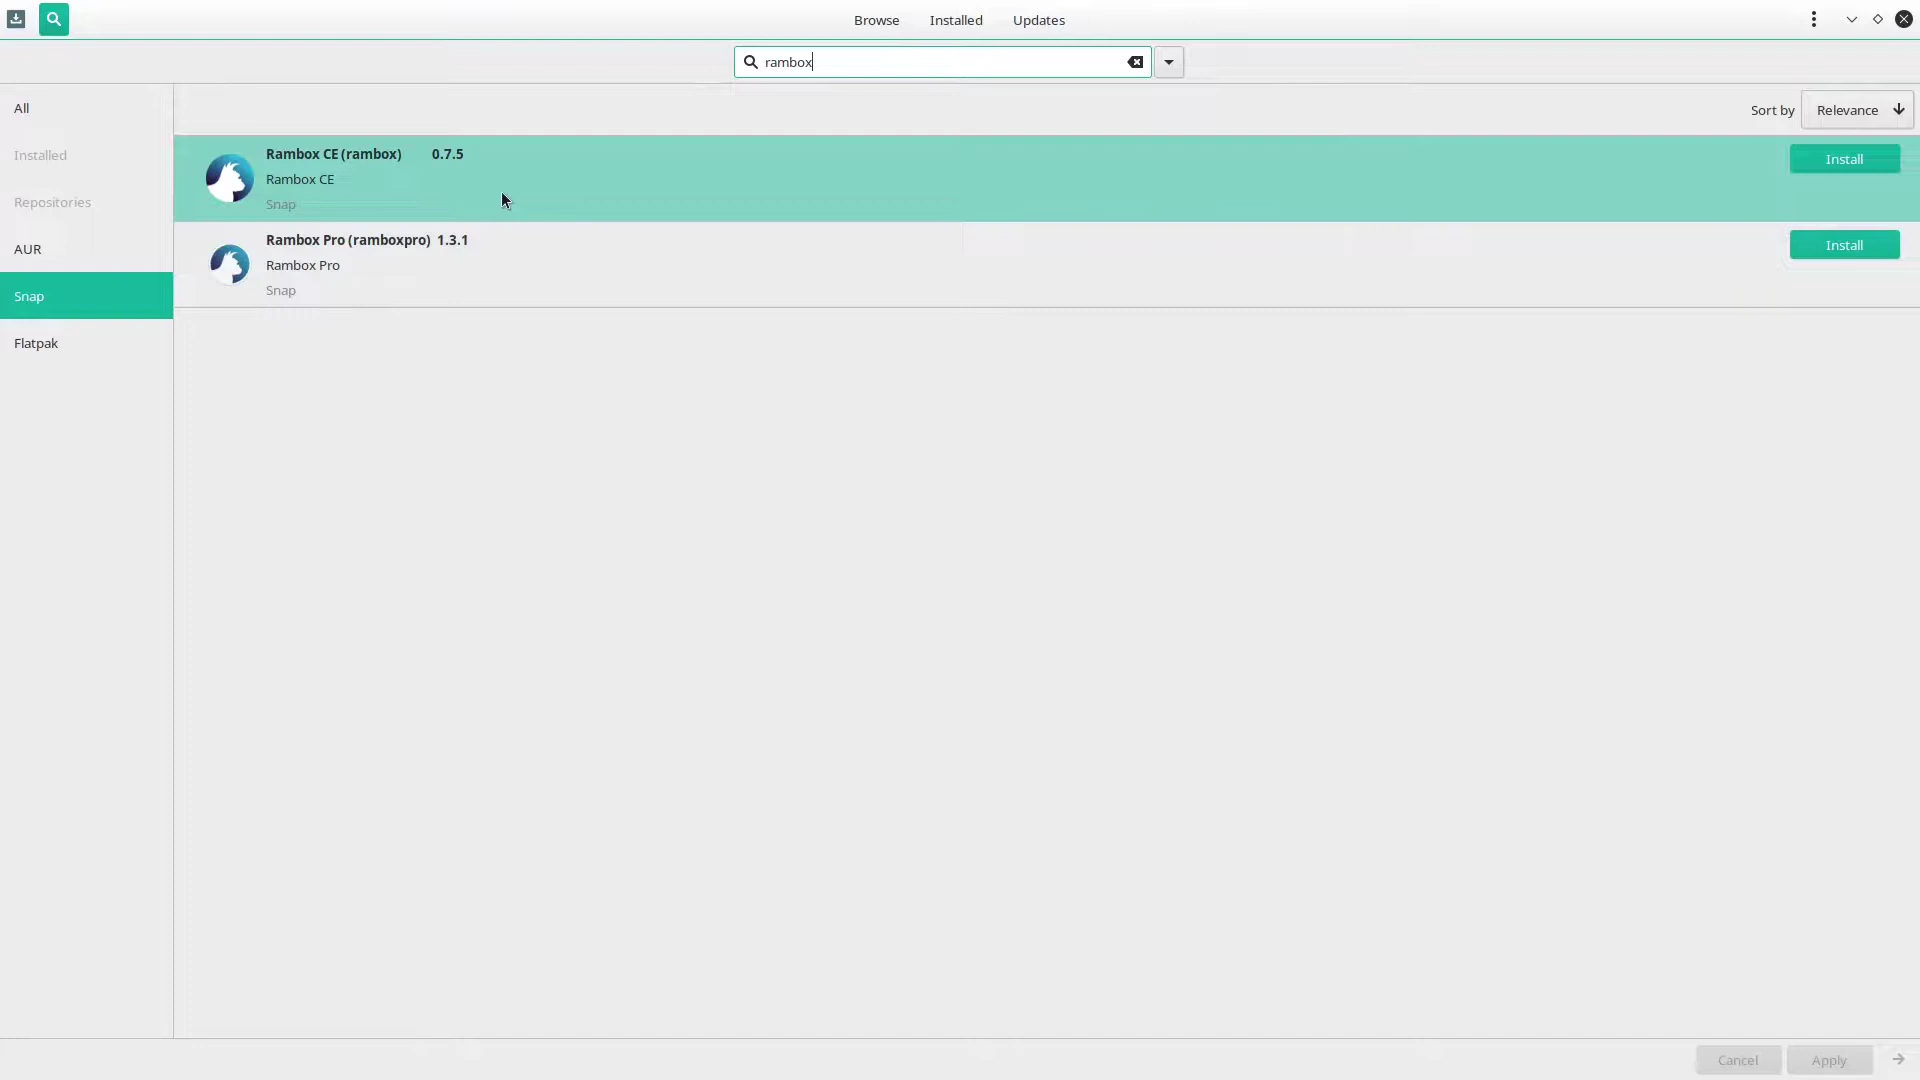 Browse Installed Updates
rambox
Sort by Relevance
All
Installed
Repositories
AUR
Snap
Flatpak
Rambox CE (rambox) 0.7.5
Rambox CE
Snap
Install
Rambox Pro (ramboxpro) 1.3.1
Rambox Pro
Snap
Install
Cancel Apply